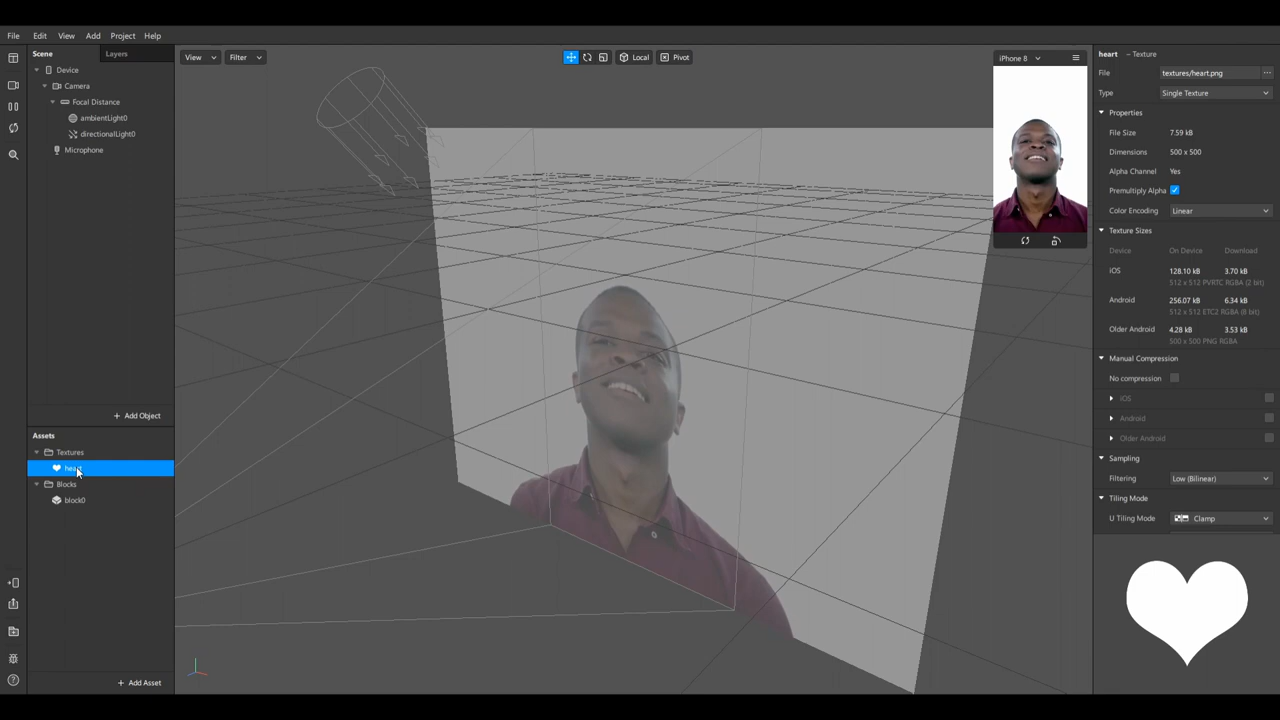 File Edit View Add Project Help
Scene Layers
Device
Camera
Focal Distance
ambientLight0
directionalLight0
Microphone
Add Object
Assets
Textures
heart
Blocks
block0
Add Asset
View Filter Local Pivot
iPhone 8
heart – Texture
File textures/heart.png
Type Single Texture
Properties
File Size 7.59 kB
Dimensions 500 x 500
Alpha Channel Yes
Premultiply Alpha
Color Encoding Linear
Texture Sizes
Device On Device Download
iOS 128.10 kB 3.70 kB
512 x 512 PVRTC RGBA (2 bit)
Android 256.07 kB 6.34 kB
512 x 512 ETC2 RGBA (8 bit)
Older Android 4.28 kB 3.53 kB
500 x 500 PNG RGBA
Manual Compression
No compression
iOS
Android
Older Android
Sampling
Filtering Low (Bilinear)
Tiling Mode
U Tiling Mode Clamp